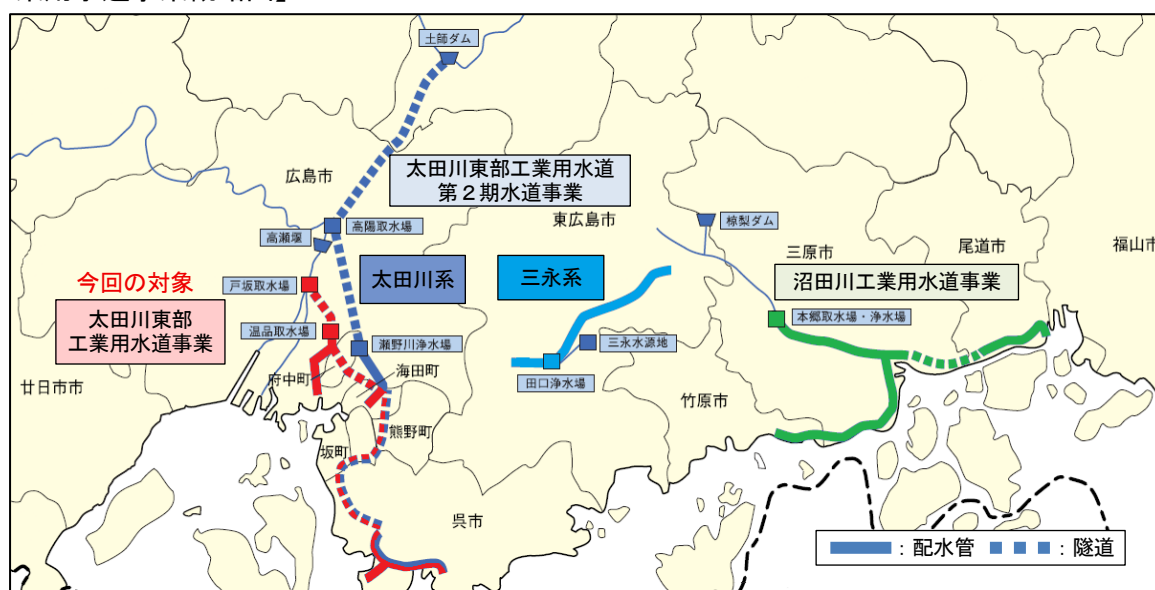 土師ダム
太田川東部工業用水道
第２期水道事業
広島市
東広島市
椋梨ダム
高陽取水場
高瀬堰
三原市
尾道市
福山市
今回の対象
戸坂取水場
太田川系
三永系
沼田川工業用水道事業
太田川東部
工業用水道事業
温品取水場
本郷取水場・浄水場
瀬野川浄水場
三永水源地
府中町
海田町
田口浄水場
廿日市市
竹原市
熊野町
坂町
呉市
：配水管
：隧道